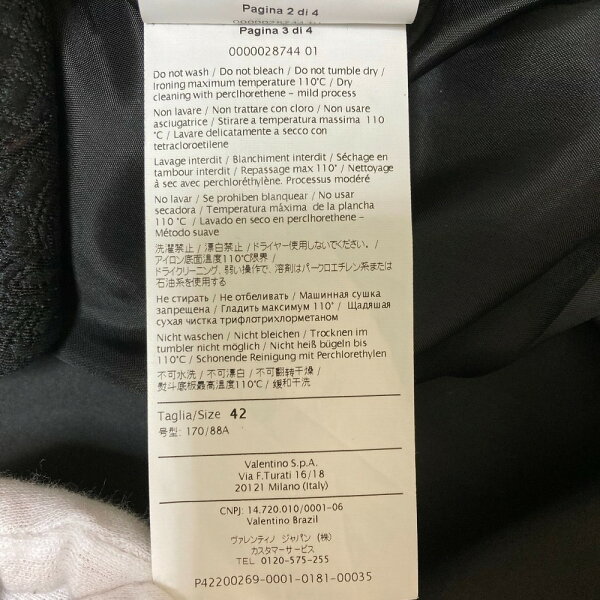 Pagina 2 di 4
Pagina 3 di 4
0000028744 01
Do not wash / Do not bleach / Do not tumble dry /
Ironing maximum temperature 110°C / Dry
cleaning with perclhorethene - mild process
Non lavare / Non trattare con cloro / Non usare
asciugatrice / Stirare a temperatura massima 110
°C / Lavare delicatamente a secco con
tetracloroetilene
Lavage interdit / Blanchiment interdit / Séchage en
tambour interdit / Repassage max 110° / Nettoyage
à sec avec perchloréthylène. Processus modéré
No lavar / Se prohiben blanquear / No usar
secadora / Temperatura máxima de la plancha
110°C / Lavado en seco en perclhorethene -
Método suave
洗濯禁止 / 漂白禁止 / ドライヤー使用しないでください。 /
アイロン底面温度110℃限界 /
ドライクリーニング、弱い操作で、溶剤はパークロエチレン系または
石油系を使用する
Не стирать / Не отбеливать / Машинная сушка
запрещена / Гладить максимум 110° / Щадяшая
сухая чистка трифлотрихлорметаном
Nicht waschen / Nicht bleichen / Trocknen im
tumbler nicht möglich / Nicht heiß bügeln bis
110°C / Schonende Reinigung mit Perchlorethylen
不可水洗 / 不可漂白 / 不可翻转干燥 /
熨斗底板最高温度110℃ / 缓和干洗
Taglia/Size 42
号型: 170/88A
Valentino S.p.A.
Via F.Turati 16/18
20121 Milano (Italy)
CNPJ: 14.720.010/0001-06
Valentino Brazil
ヴァレンティノ ジャパン (株)
カスタマーサービス
TEL 0120-575-255
P42200269-0001-0181-00035